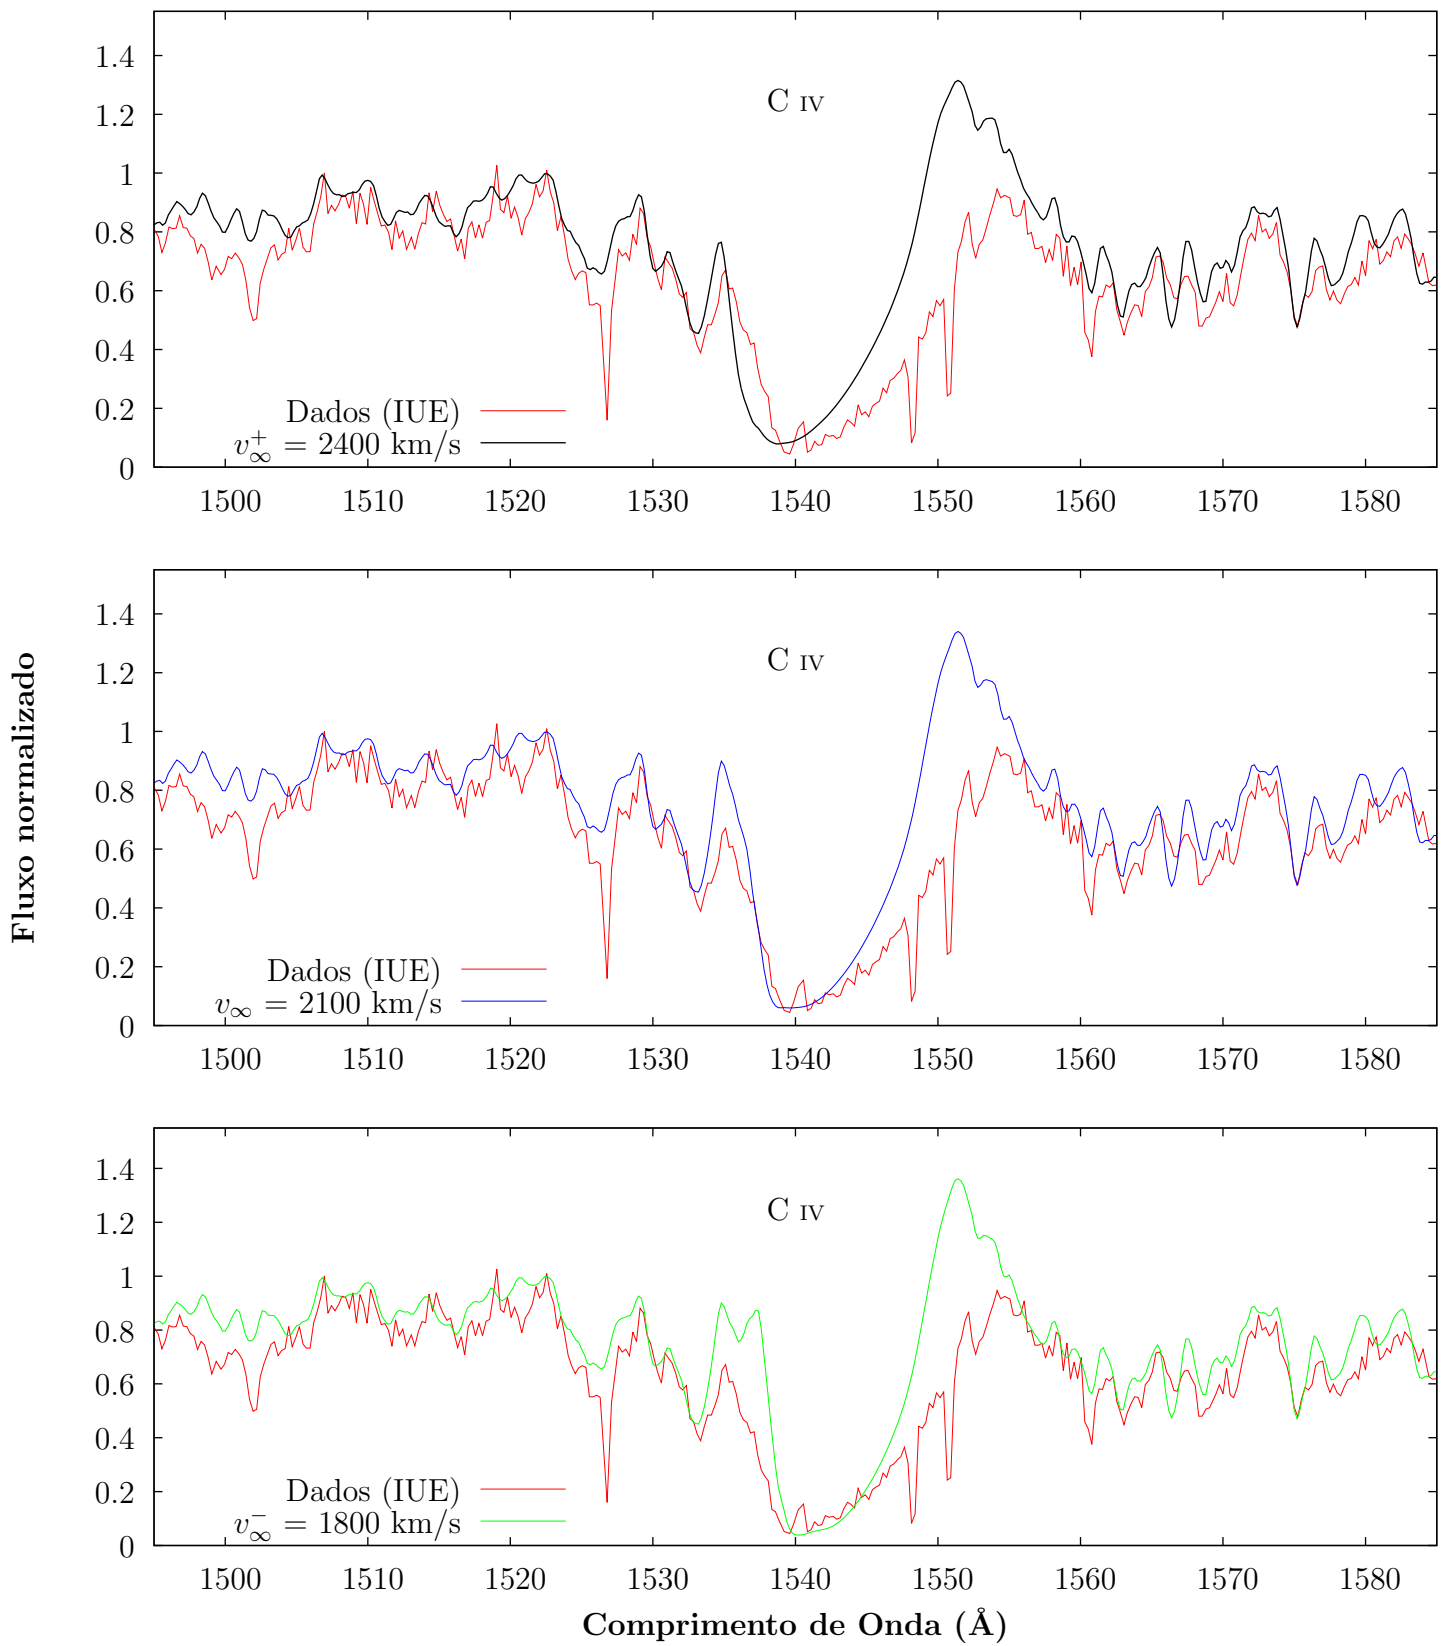 1.4
1.2
1
0.8
0.6
0.4
0.2
0
C IV
Dados (IUE)
v∞+ = 2400 km/s
1500 1510 1520 1530 1540 1550 1560 1570 1580
Fluxo normalizado
1.4
1.2
1
0.8
0.6
0.4
0.2
0
C IV
Dados (IUE)
v∞ = 2100 km/s
1500 1510 1520 1530 1540 1550 1560 1570 1580
1.4
1.2
1
0.8
0.6
0.4
0.2
0
C IV
Dados (IUE)
v∞− = 1800 km/s
1500 1510 1520 1530 1540 1550 1560 1570 1580
Comprimento de Onda (Å)